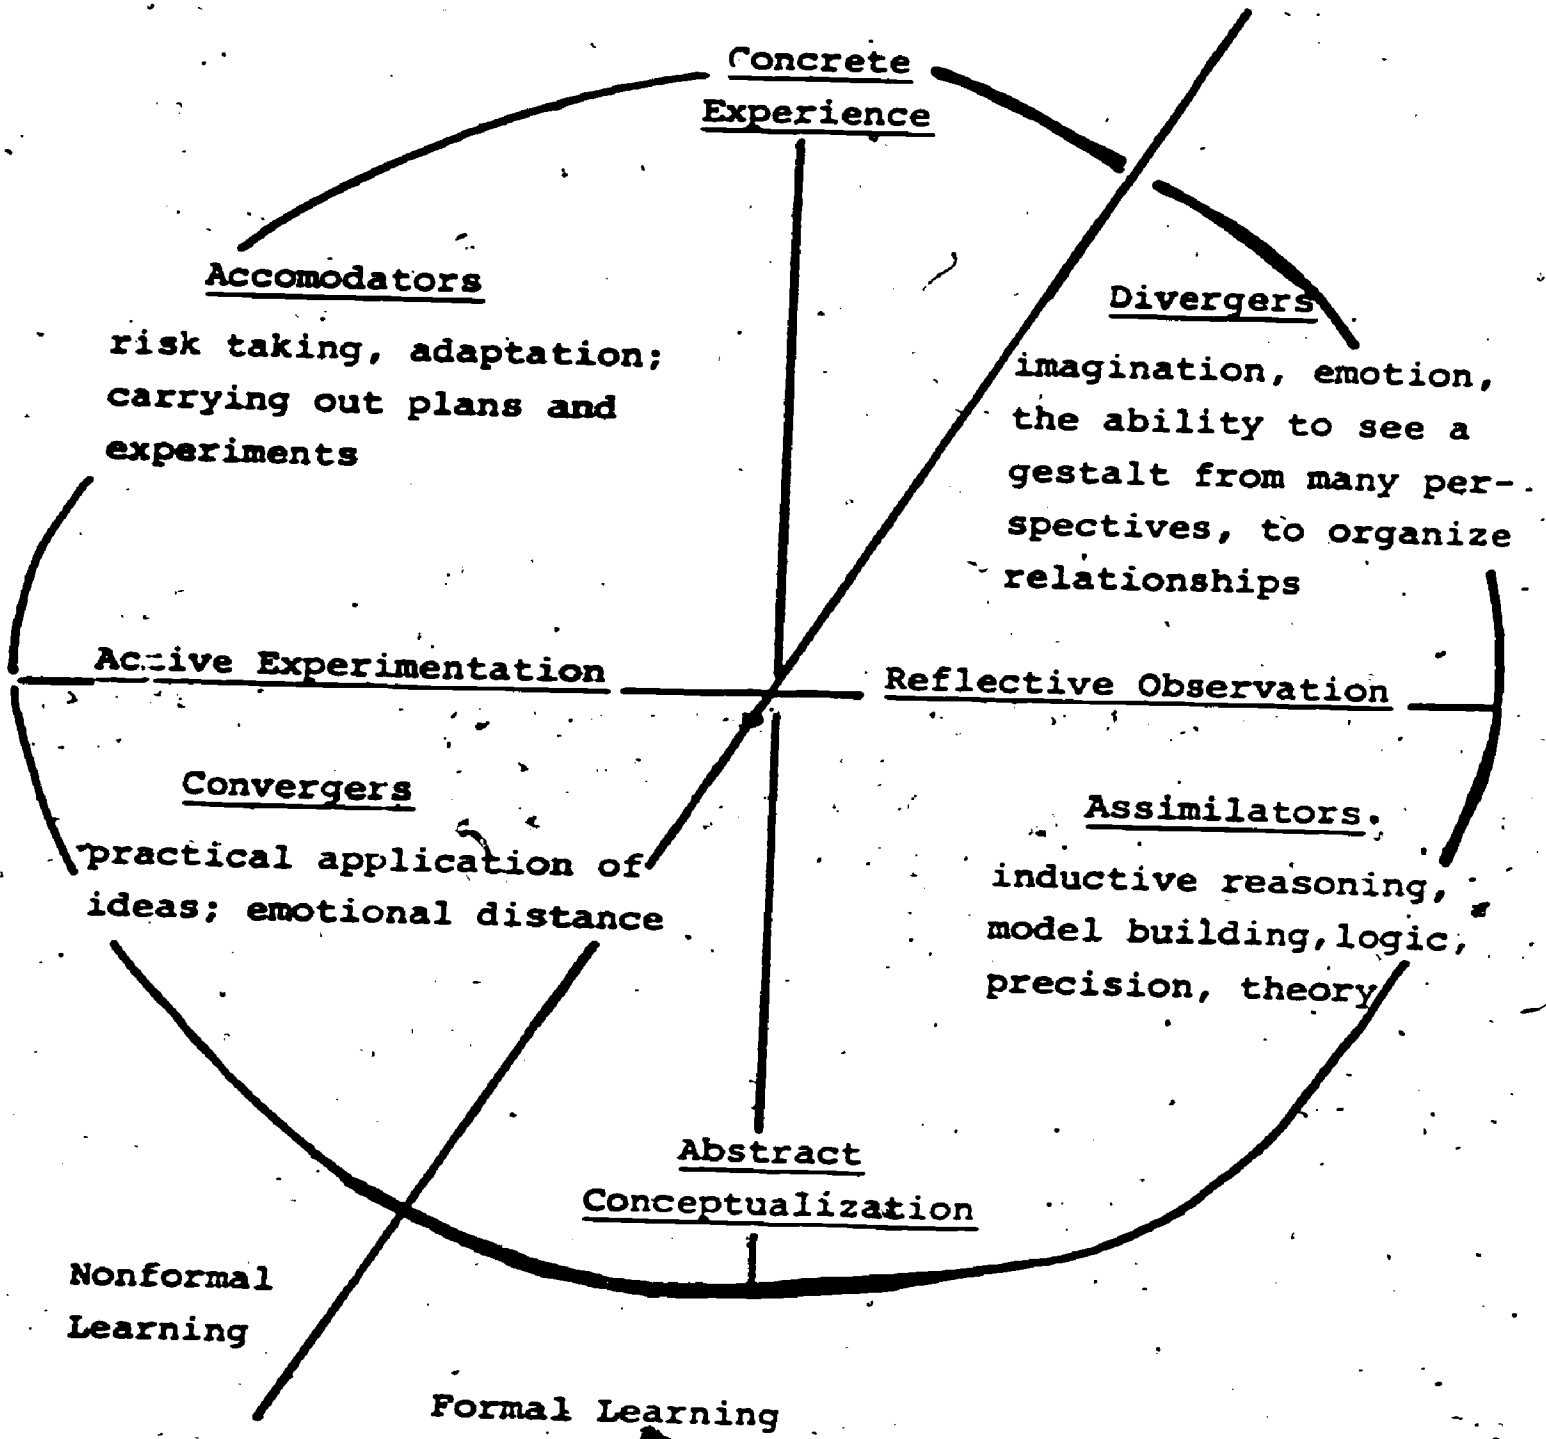 Concrete
Experience
Accomodators
risk taking, adaptation;
carrying out plans and
experiments
Divergers
imagination, emotion,
the ability to see a
gestalt from many per-
spectives, to organize
relationships
Active Experimentation
Reflective Observation
Convergers
practical application of
ideas; emotional distance
Assimilators
inductive reasoning,
model building, logic,
precision, theory
Abstract
Conceptualization
Nonformal
Learning
Formal Learning